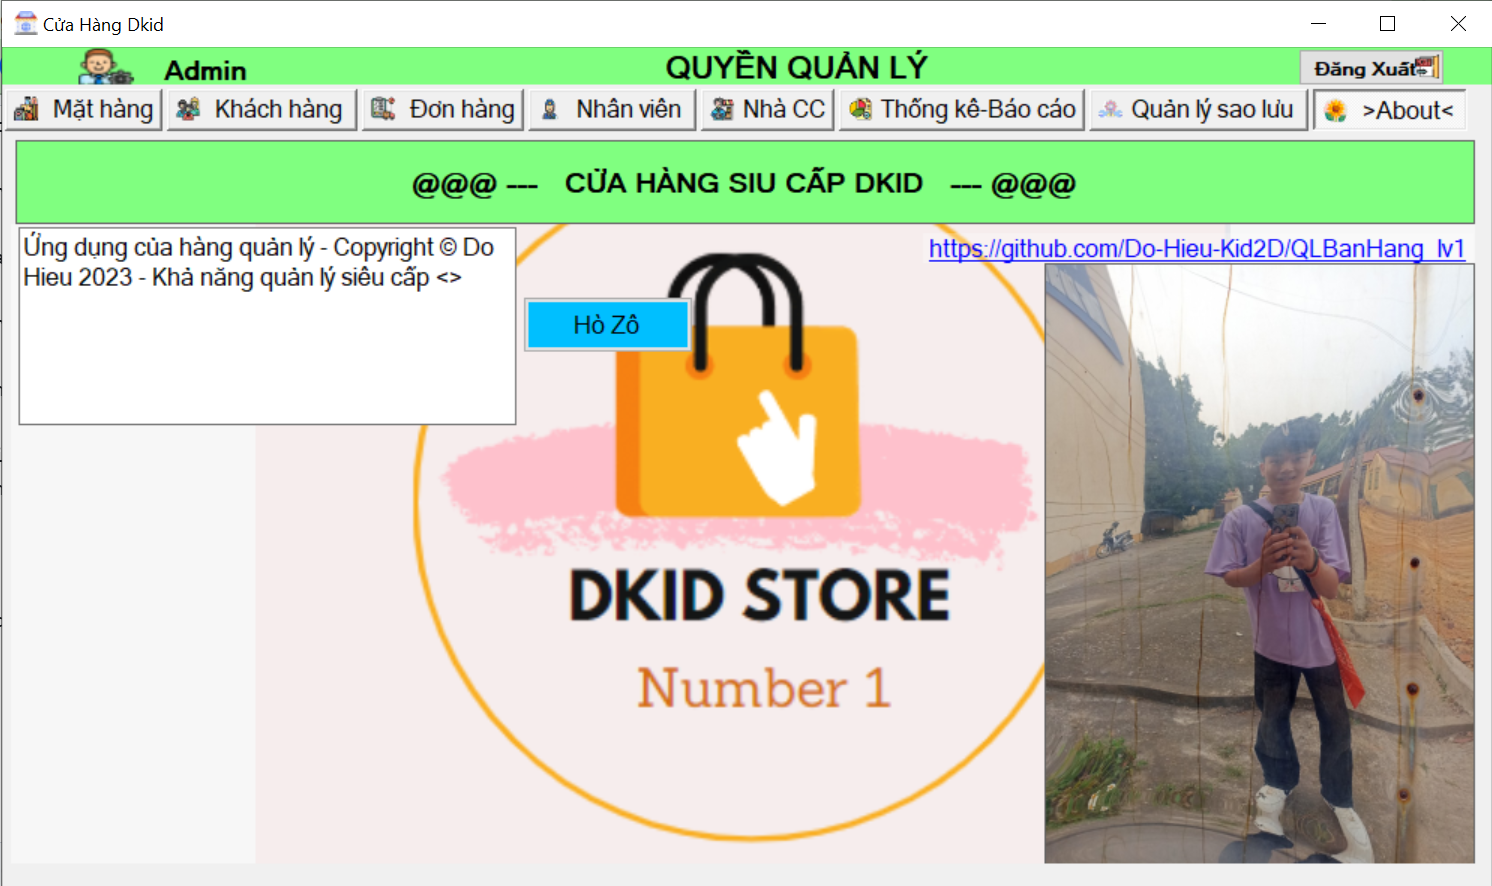 Cửa Hàng Dkid
Admin
QUYỀN QUẢN LÝ
Đăng Xuất
Mặt hàng
Khách hàng
Đơn hàng
Nhân viên
Nhà CC
Thống kê-Báo cáo
Quản lý sao lưu
>About<
@@@ --- CỬA HÀNG SIU CẤP DKID --- @@@
Ứng dụng của hàng quản lý - Copyright © Do
Hieu 2023 - Khả năng quản lý siêu cấp <>
https://github.com/Do-Hieu-Kid2D/QLBanHang_lv1
Hò Zô
DKID STORE
Number 1